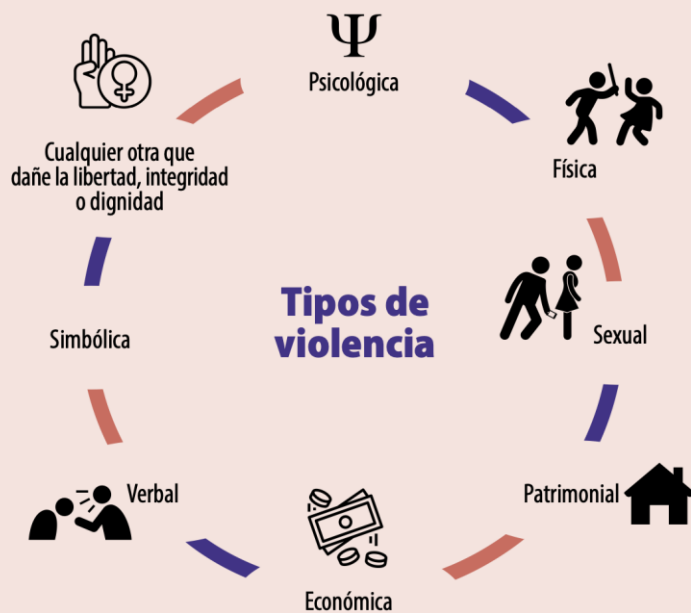 Ψ
Psicológica
Física
Sexual
Patrimonial
Económica
Verbal
Simbólica
Cualquier otra que
dañe la libertad, integridad
o dignidad
Tipos de
violencia